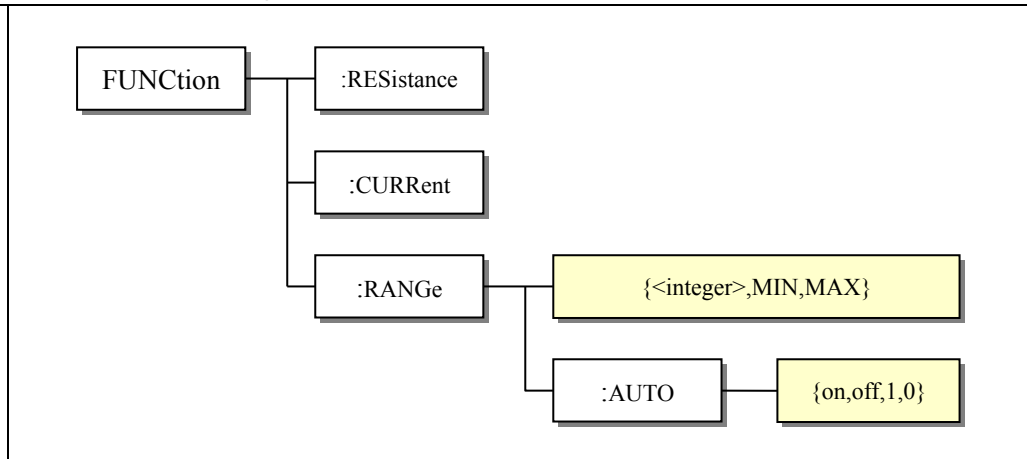 FUNCtion
:RESistance
:CURRent
:RANGe
{<integer>,MIN,MAX}
:AUTO
{on,off,1,0}